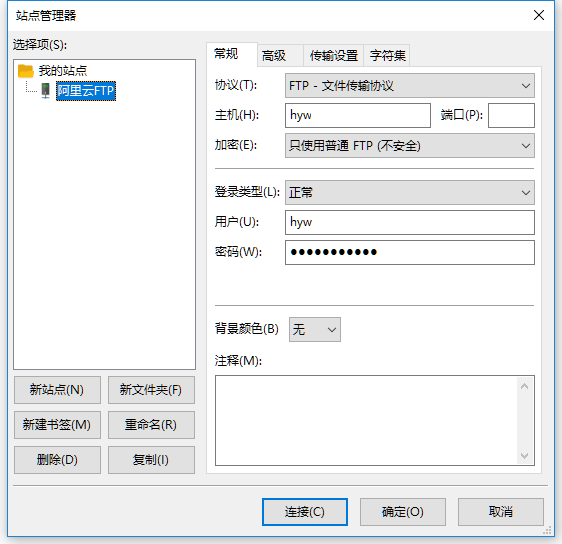 站点管理器
选择项(S):
我的站点
阿里云FTP
常规 高级 传输设置 字符集
协议(T): FTP - 文件传输协议
主机(H): hyw 端口(P):
加密(E): 只使用普通 FTP (不安全)
登录类型(L): 正常
用户(U): hyw
密码(W): ●●●●●●●●●●●
背景颜色(B) 无
注释(M):
新站点(N) 新文件夹(F)
新建书签(M) 重命名(R)
删除(D) 复制(I)
连接(C) 确定(O) 取消